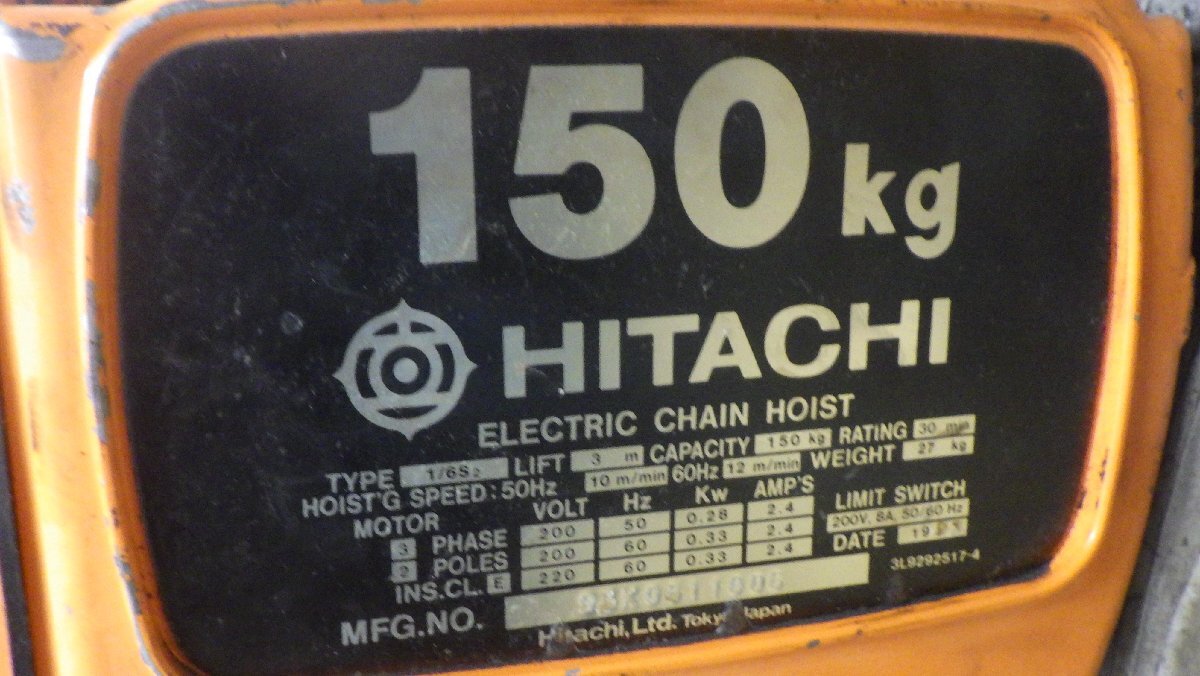 150 kg
HITACHI
ELECTRIC CHAIN HOIST
TYPE 1/6S2 LIFT 3 m CAPACITY 150 kg RATING 30 min
HOIST'G SPEED: 50Hz 10 m/min 60Hz 12 m/min WEIGHT 27 kg
MOTOR VOLT Hz Kw AMP'S LIMIT SWITCH
3 PHASE 200 50 0.28 2.4 200V. 8A. 50/60 Hz
2 POLES 200 60 0.33 2.4 DATE
INS.CL. E 220 60 0.33 2.4 3L9292517-4
MFG.NO.
Hitachi, Ltd. Tokyo Japan